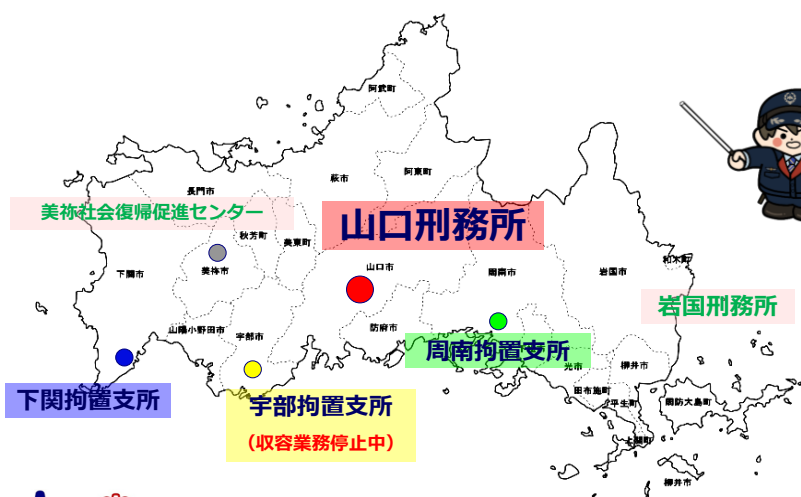 阿武町
萩市
阿東町
長門市
美祢社会復帰促進センター
山口刑務所
秋芳町
美東町
下関市
美祢市
山口市
周南市
岩国市
和木町
岩国刑務所
山陽小野田市
宇部市
防府市
周南拘置支所
光市
柳井市
下関拘置支所
宇部拘置支所
(収容業務停止中)
田布施町
平生町
周防大島町
上関町
柳井市